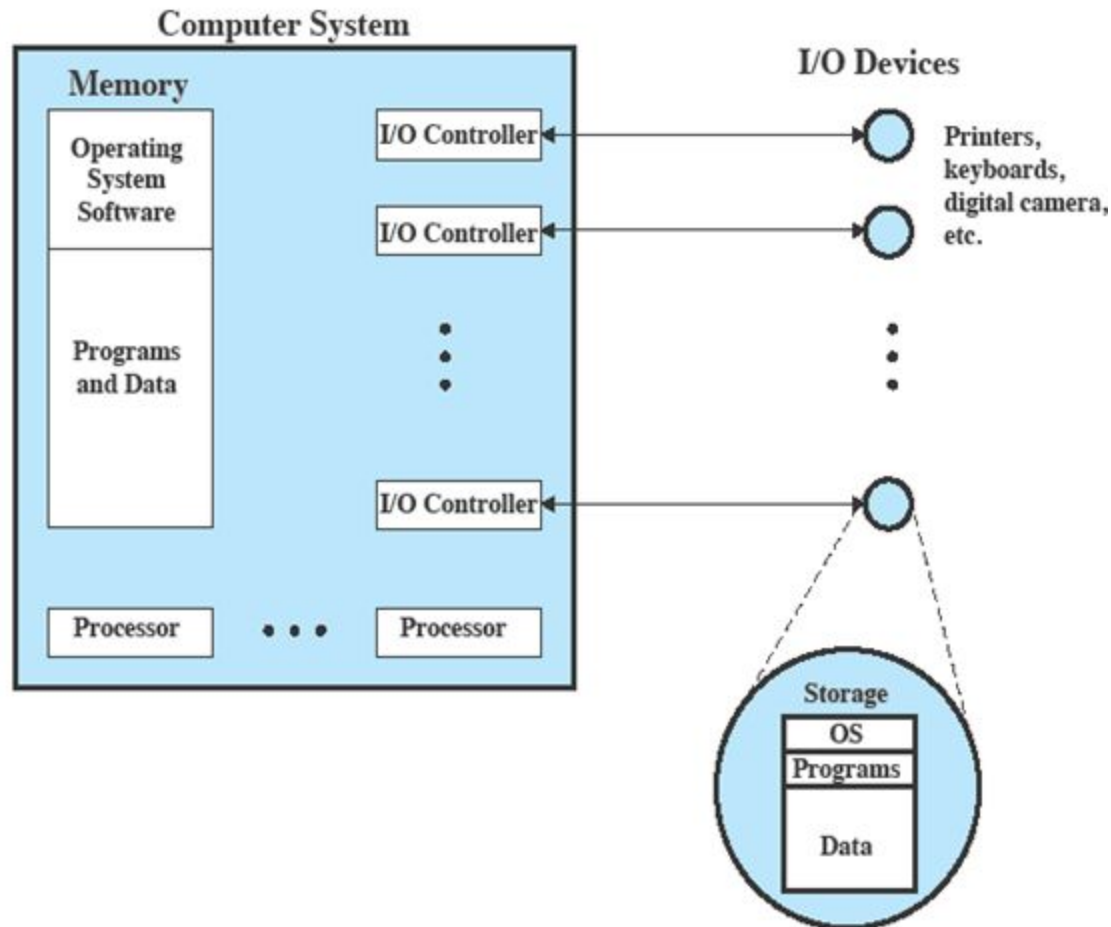 Computer System
Memory
Operating
System
Software
Programs
and Data
I/O Controller
I/O Controller
I/O Controller
Processor
Processor
I/O Devices
Printers,
keyboards,
digital camera,
etc.
Storage
OS
Programs
Data